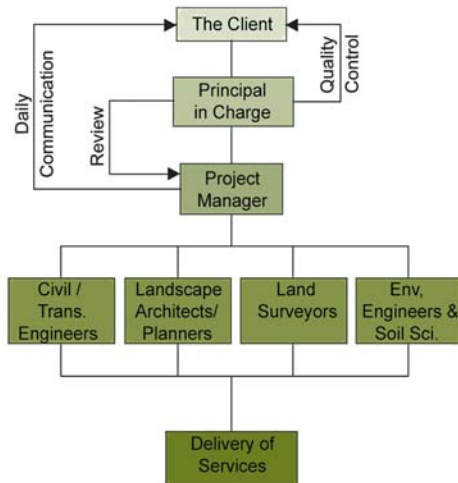 The Client
Daily
Communication
Quality
Control
Principal
in Charge
Review
Project
Manager
Civil /
Trans.
Engineers
Landscape
Architects/
Planners
Land
Surveyors
Env,
Engineers &
Soil Sci.
Delivery of
Services